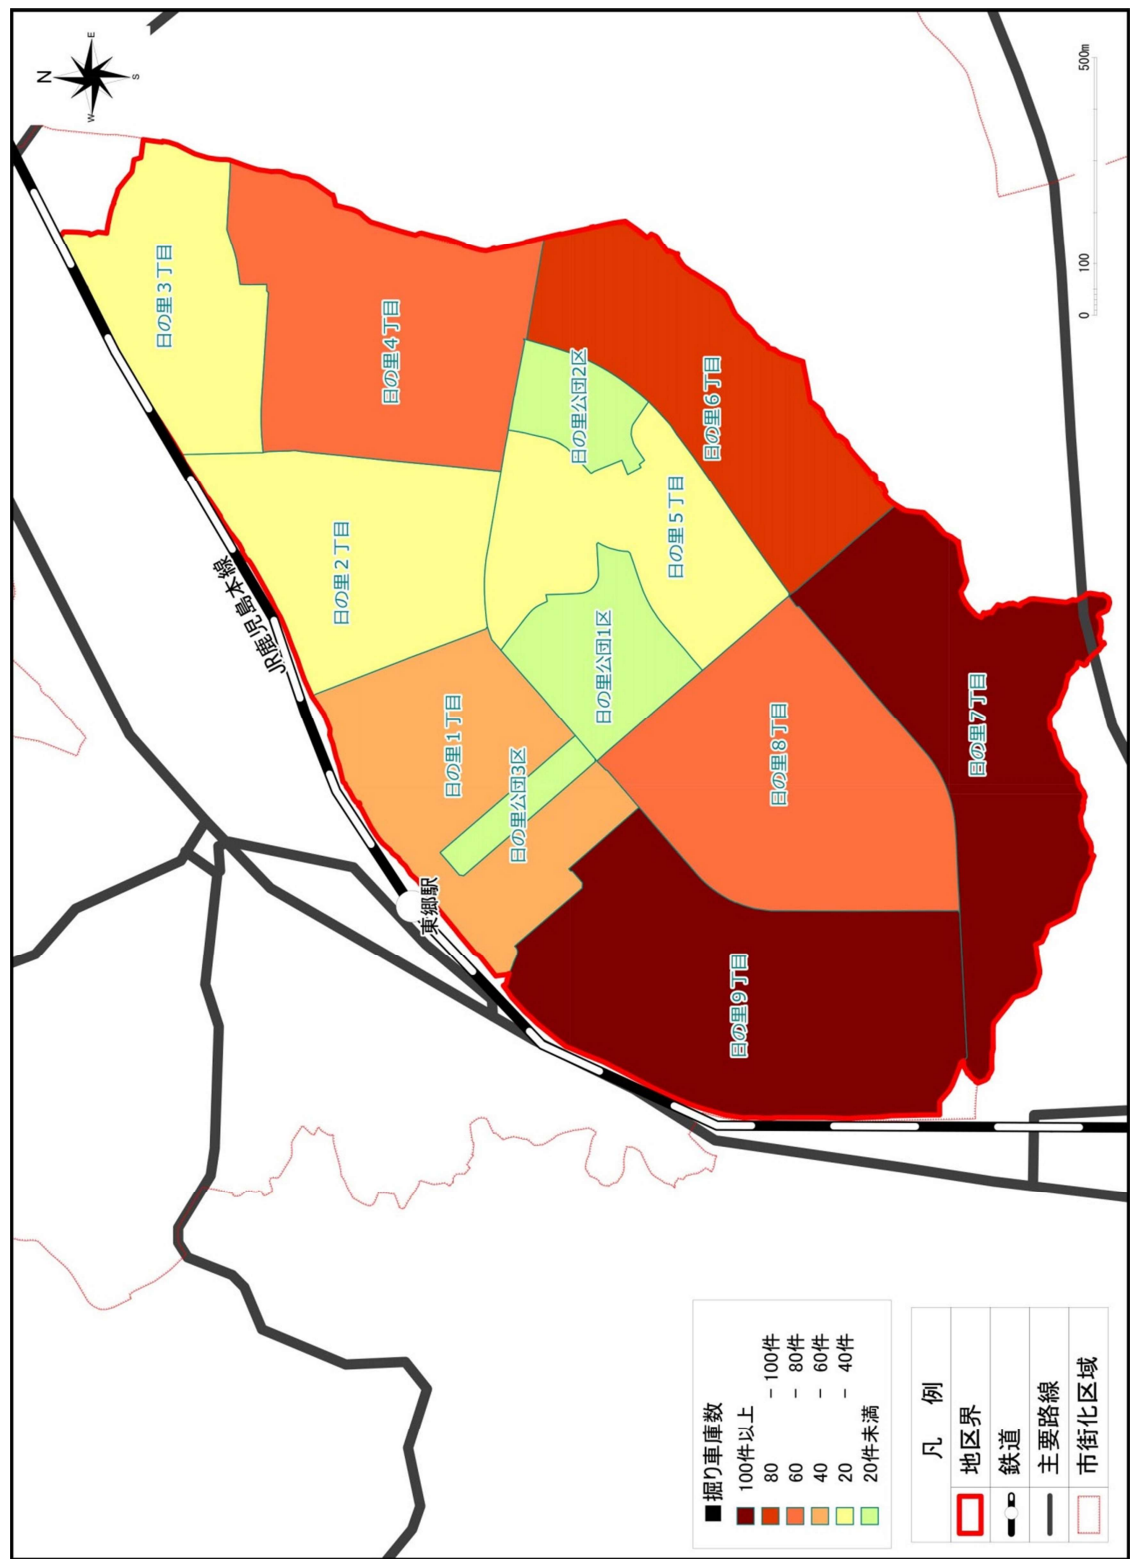 N
E
S
W
日の里3丁目
日の里4丁目
日の里2丁目
JR鹿児島本線
日の里公団2区
日の里6丁目
日の里5丁目
日の里公団1区
日の里1丁目
日の里公団3区
東郷駅
日の里8丁目
日の里7丁目
日の里9丁目
0 100 500m
■掘り車庫数
100件以上
80 - 100件
60 - 80件
40 - 60件
20 - 40件
20件未満
凡 例
地区界
鉄道
主要路線
市街化区域